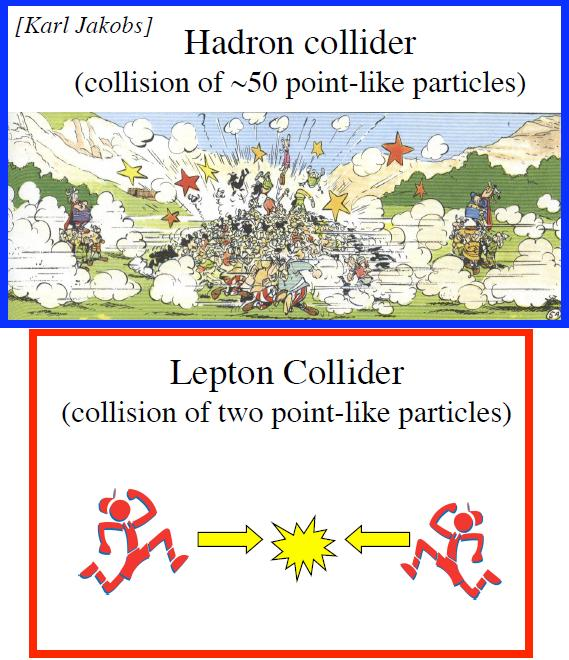 [Karl Jakobs]
Hadron collider
(collision of ~50 point-like particles)
Lepton Collider
(collision of two point-like particles)